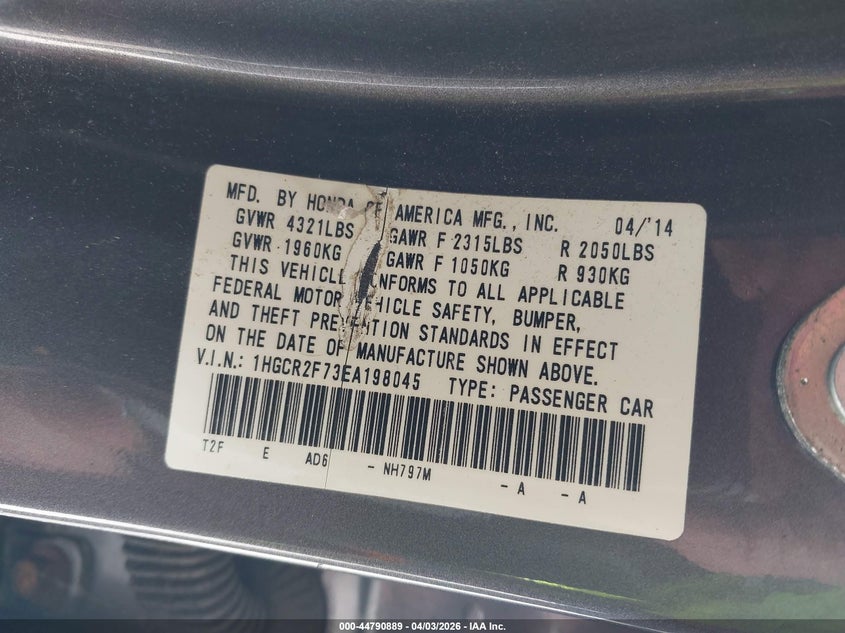 MFD. BY HONDA OF AMERICA MFG., INC. 04/'14
GVWR 4321LBS GAWR F 2315LBS R 2050LBS
GVWR 1960KG GAWR F 1050KG R 930KG
THIS VEHICLE CONFORMS TO ALL APPLICABLE
FEDERAL MOTOR VEHICLE SAFETY, BUMPER,
AND THEFT PREVENTION STANDARDS IN EFFECT
ON THE DATE OF MANUFACTURE SHOWN ABOVE.
V.I.N.: 1HGCR2F73EA198045 TYPE: PASSENGER CAR
T2F E AD6 - NH797M - A - A
000-44790889 - 04/03/2026 - IAA Inc.